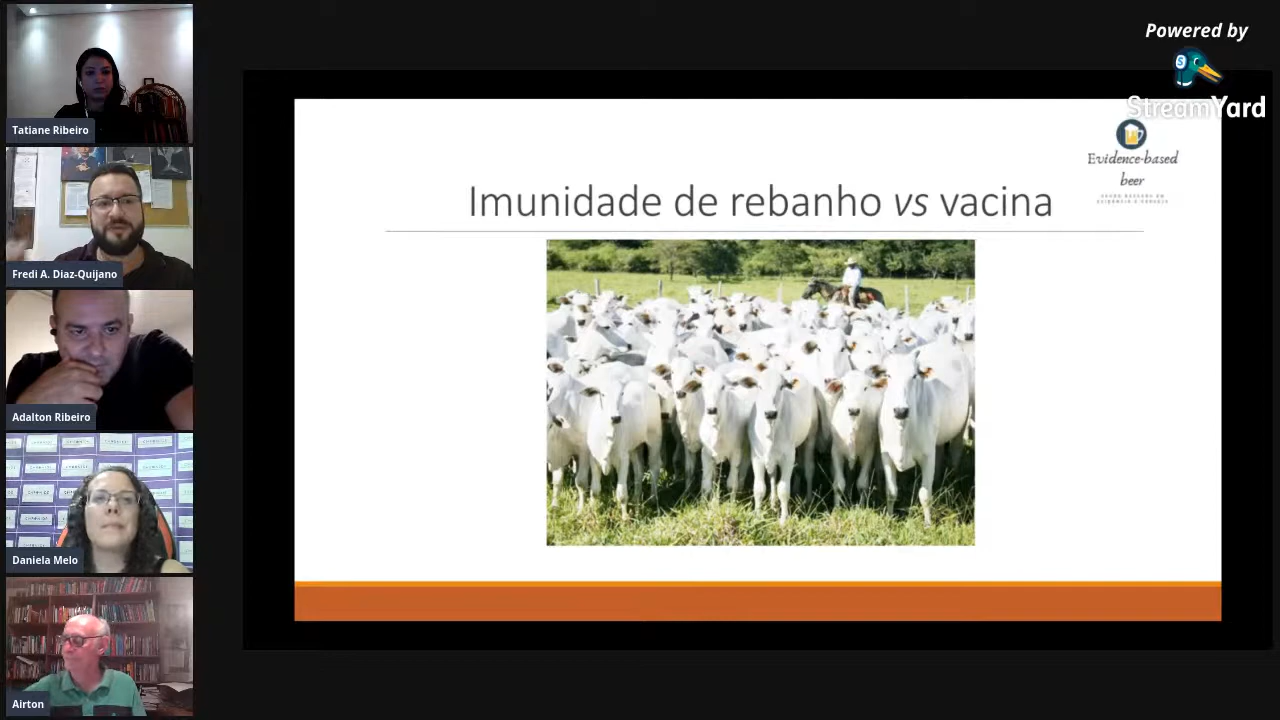 Powered by
StreamYard
Tatiane Ribeiro
Fredi A. Diaz-Quijano
Adalton Ribeiro
Daniela Melo
Airton
Evidence-based
beer
Imunidade de rebanho vs vacina